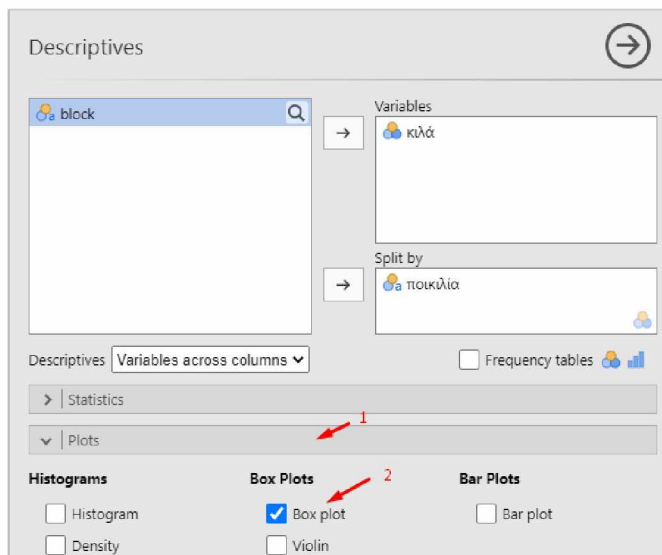 Descriptives
block
Variables
κιλά
Split by
ποικιλία
Descriptives Variables across columns Frequency tables
Statistics
1
Plots
Histograms Box Plots 2 Bar Plots
Histogram Box plot Bar plot
Density Violin